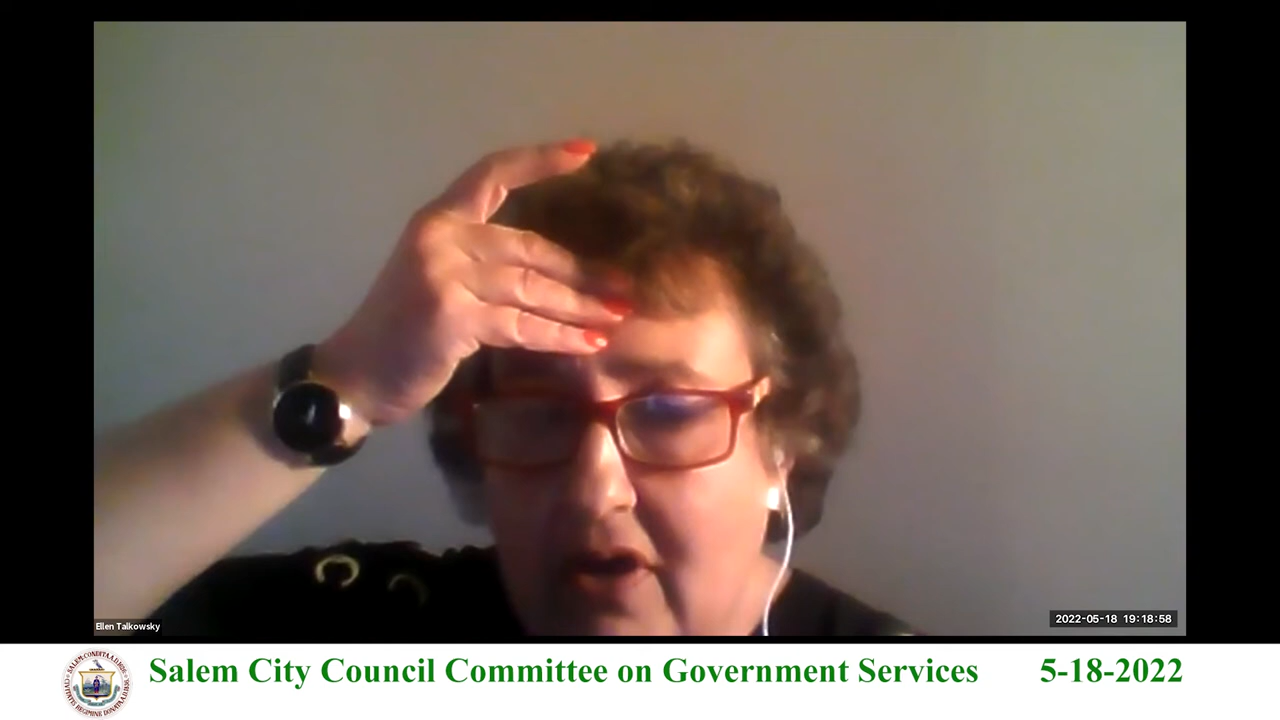 Ellen Talkowsky
2022-05-18 19:18:58
Salem City Council Committee on Government Services
5-18-2022